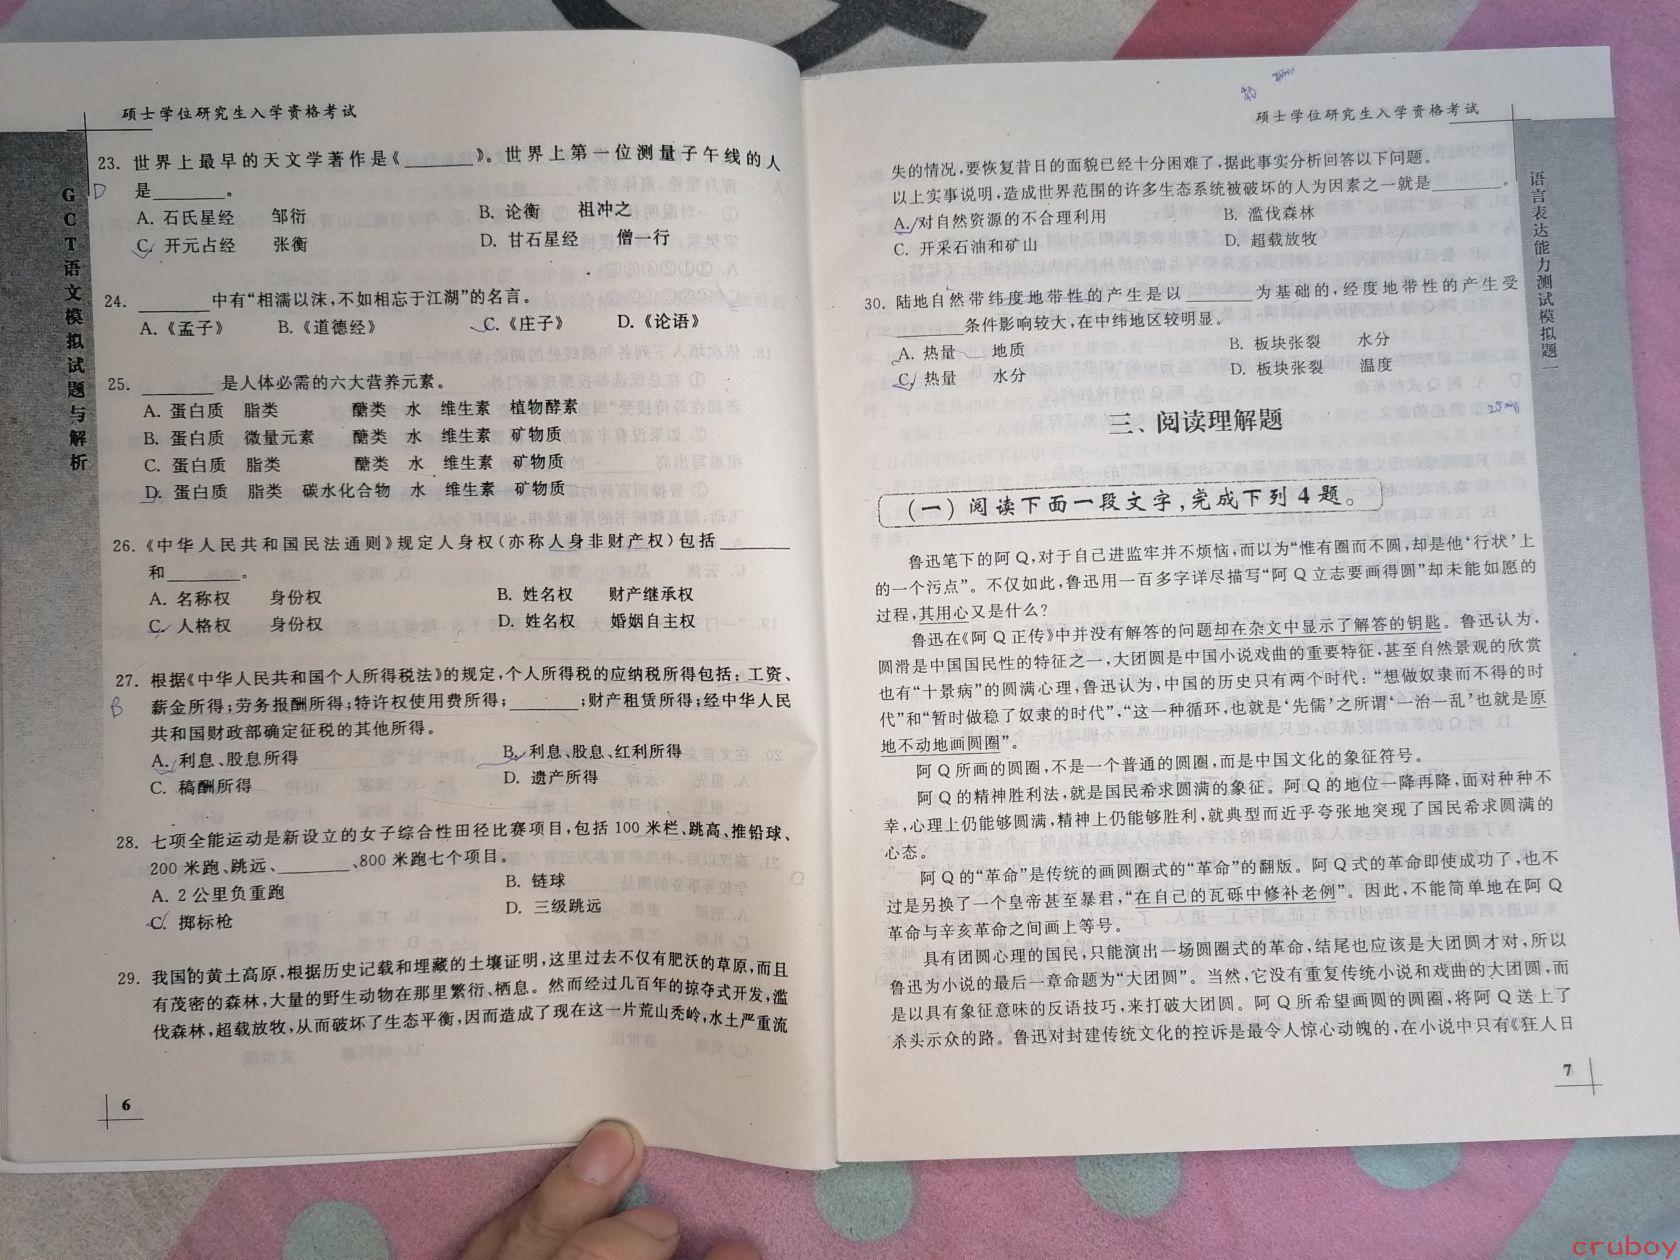 硕士学位研究生入学资格考试
GCT语文模拟试题与解析
23. 世界上最早的天文学著作是《________》。世界上第一位测量子午线的人
D 是________。
A. 石氏星经 邹衍 B. 论衡 祖冲之
C. 开元占经 张衡 D. 甘石星经 僧一行
24. ________中有“相濡以沫,不如相忘于江湖”的名言。
A.《孟子》 B.《道德经》 C.《庄子》 D.《论语》
25. ________是人体必需的六大营养元素。
A. 蛋白质 脂类 醣类 水 维生素 植物酵素
B. 蛋白质 微量元素 醣类 水 维生素 矿物质
C. 蛋白质 脂类 醣类 水 维生素 矿物质
D. 蛋白质 脂类 碳水化合物 水 维生素 矿物质
26.《中华人民共和国民法通则》规定人身权(亦称人身非财产权)包括________
和________。
A. 名称权 身份权 B. 姓名权 财产继承权
C. 人格权 身份权 D. 姓名权 婚姻自主权
27. 根据《中华人民共和国个人所得税法》的规定,个人所得税的应纳税所得包括:工资、
B 薪金所得;劳务报酬所得;特许权使用费所得;________;财产租赁所得;经中华人民
共和国财政部确定征税的其他所得。
A. 利息、股息所得 B. 利息、股息、红利所得
C. 稿酬所得 D. 遗产所得
28. 七项全能运动是新设立的女子综合性田径比赛项目,包括100米栏、跳高、推铅球、
200米跑、跳远、________、800米跑七个项目。
A. 2公里负重跑 B. 链球
C. 掷标枪 D. 三级跳远
29. 我国的黄土高原,根据历史记载和埋藏的土壤证明,这里过去不仅有肥沃的草原,而且
有茂密的森林,大量的野生动物在那里繁衍、栖息。然而经过几百年的掠夺式开发,滥
伐森林,超载放牧,从而破坏了生态平衡,因而造成了现在这一片荒山秃岭,水土严重流
6
硕士学位研究生入学资格考试
语言表达能力测试模拟题一
失的情况,要恢复昔日的面貌已经十分困难了,据此事实分析回答以下问题。
以上实事说明,造成世界范围的许多生态系统被破坏的人为因素之一就是________。
A. 对自然资源的不合理利用 B. 滥伐森林
C. 开采石油和矿山 D. 超载放牧
30. 陆地自然带纬度地带性的产生是以________为基础的,经度地带性的产生受
________条件影响较大,在中纬地区较明显。
A. 热量 地质 B. 板块张裂 水分
C. 热量 水分 D. 板块张裂 温度
三、阅读理解题
(一)阅读下面一段文字,完成下列4题。
鲁迅笔下的阿Q,对于自己进监牢并不烦恼,而以为“惟有圈而不圆,却是他‘行状’上
的一个污点”。不仅如此,鲁迅用一百多字详尽描写“阿Q立志要画得圆”却未能如愿的
过程,其用心又是什么?
鲁迅在《阿Q正传》中并没有解答的问题却在杂文中显示了解答的钥匙。鲁迅认为,
圆滑是中国国民性的特征之一,大团圆是中国小说戏曲的重要特征,甚至自然景观的欣赏
也有“十景病”的圆满心理,鲁迅认为,中国的历史只有两个时代:“想做奴隶而不得的时
代”和“暂时做稳了奴隶的时代”,“这一种循环,也就是‘先儒’之所谓‘一治一乱’也就是原
地不动地画圆圈”。
阿Q所画的圆圈,不是一个普通的圆圈,而是中国文化的象征符号。
阿Q的精神胜利法,就是国民希求圆满的象征。阿Q的地位一降再降,面对种种不
幸,心理上仍能够圆满,精神上仍能够胜利,就典型而近乎夸张地突现了国民希求圆满的
心态。
阿Q的“革命”是传统的画圆圈式的“革命”的翻版。阿Q式的革命即使成功了,也不
过是另换了一个皇帝甚至暴君,“在自己的瓦砾中修补老例”。因此,不能简单地在阿Q
革命与辛亥革命之间画上等号。
具有团圆心理的国民,只能演出一场圆圈式的革命,结尾也应该是大团圆才对,所以
鲁迅为小说的最后一章命题为“大团圆”。当然,它没有重复传统小说和戏曲的大团圆,而
是以具有象征意味的反语技巧,来打破大团圆。阿Q所希望画圆的圆圈,将阿Q送上了
杀头示众的路。鲁迅对封建传统文化的控诉是最令人惊心动魄的,在小说中只有《狂人日
7
cruboy